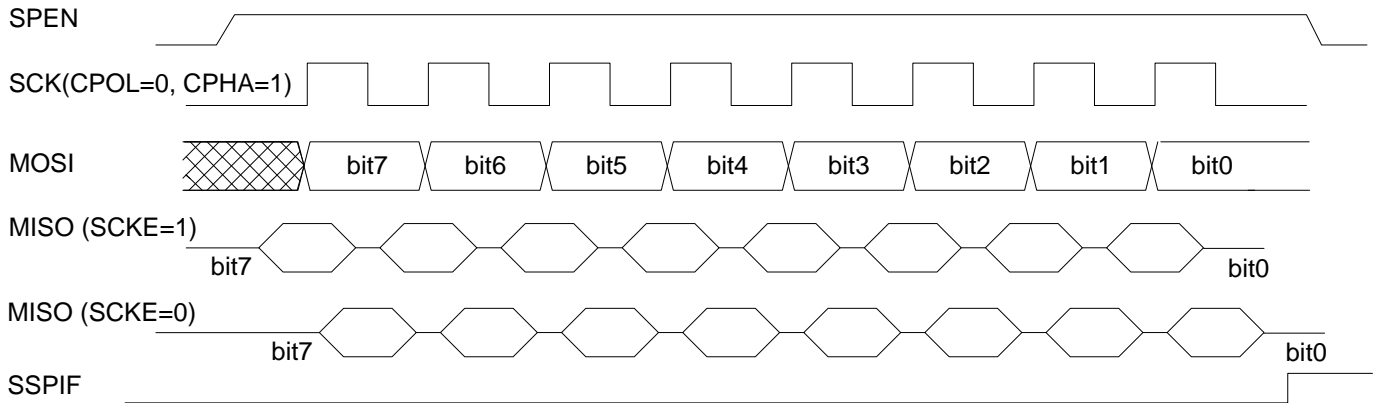 SPEN
SCK(CPOL=0, CPHA=1)
MOSI
bit7 bit6 bit5 bit4 bit3 bit2 bit1 bit0
MISO (SCKE=1)
bit7 bit0
MISO (SCKE=0)
bit7 bit0
SSPIF